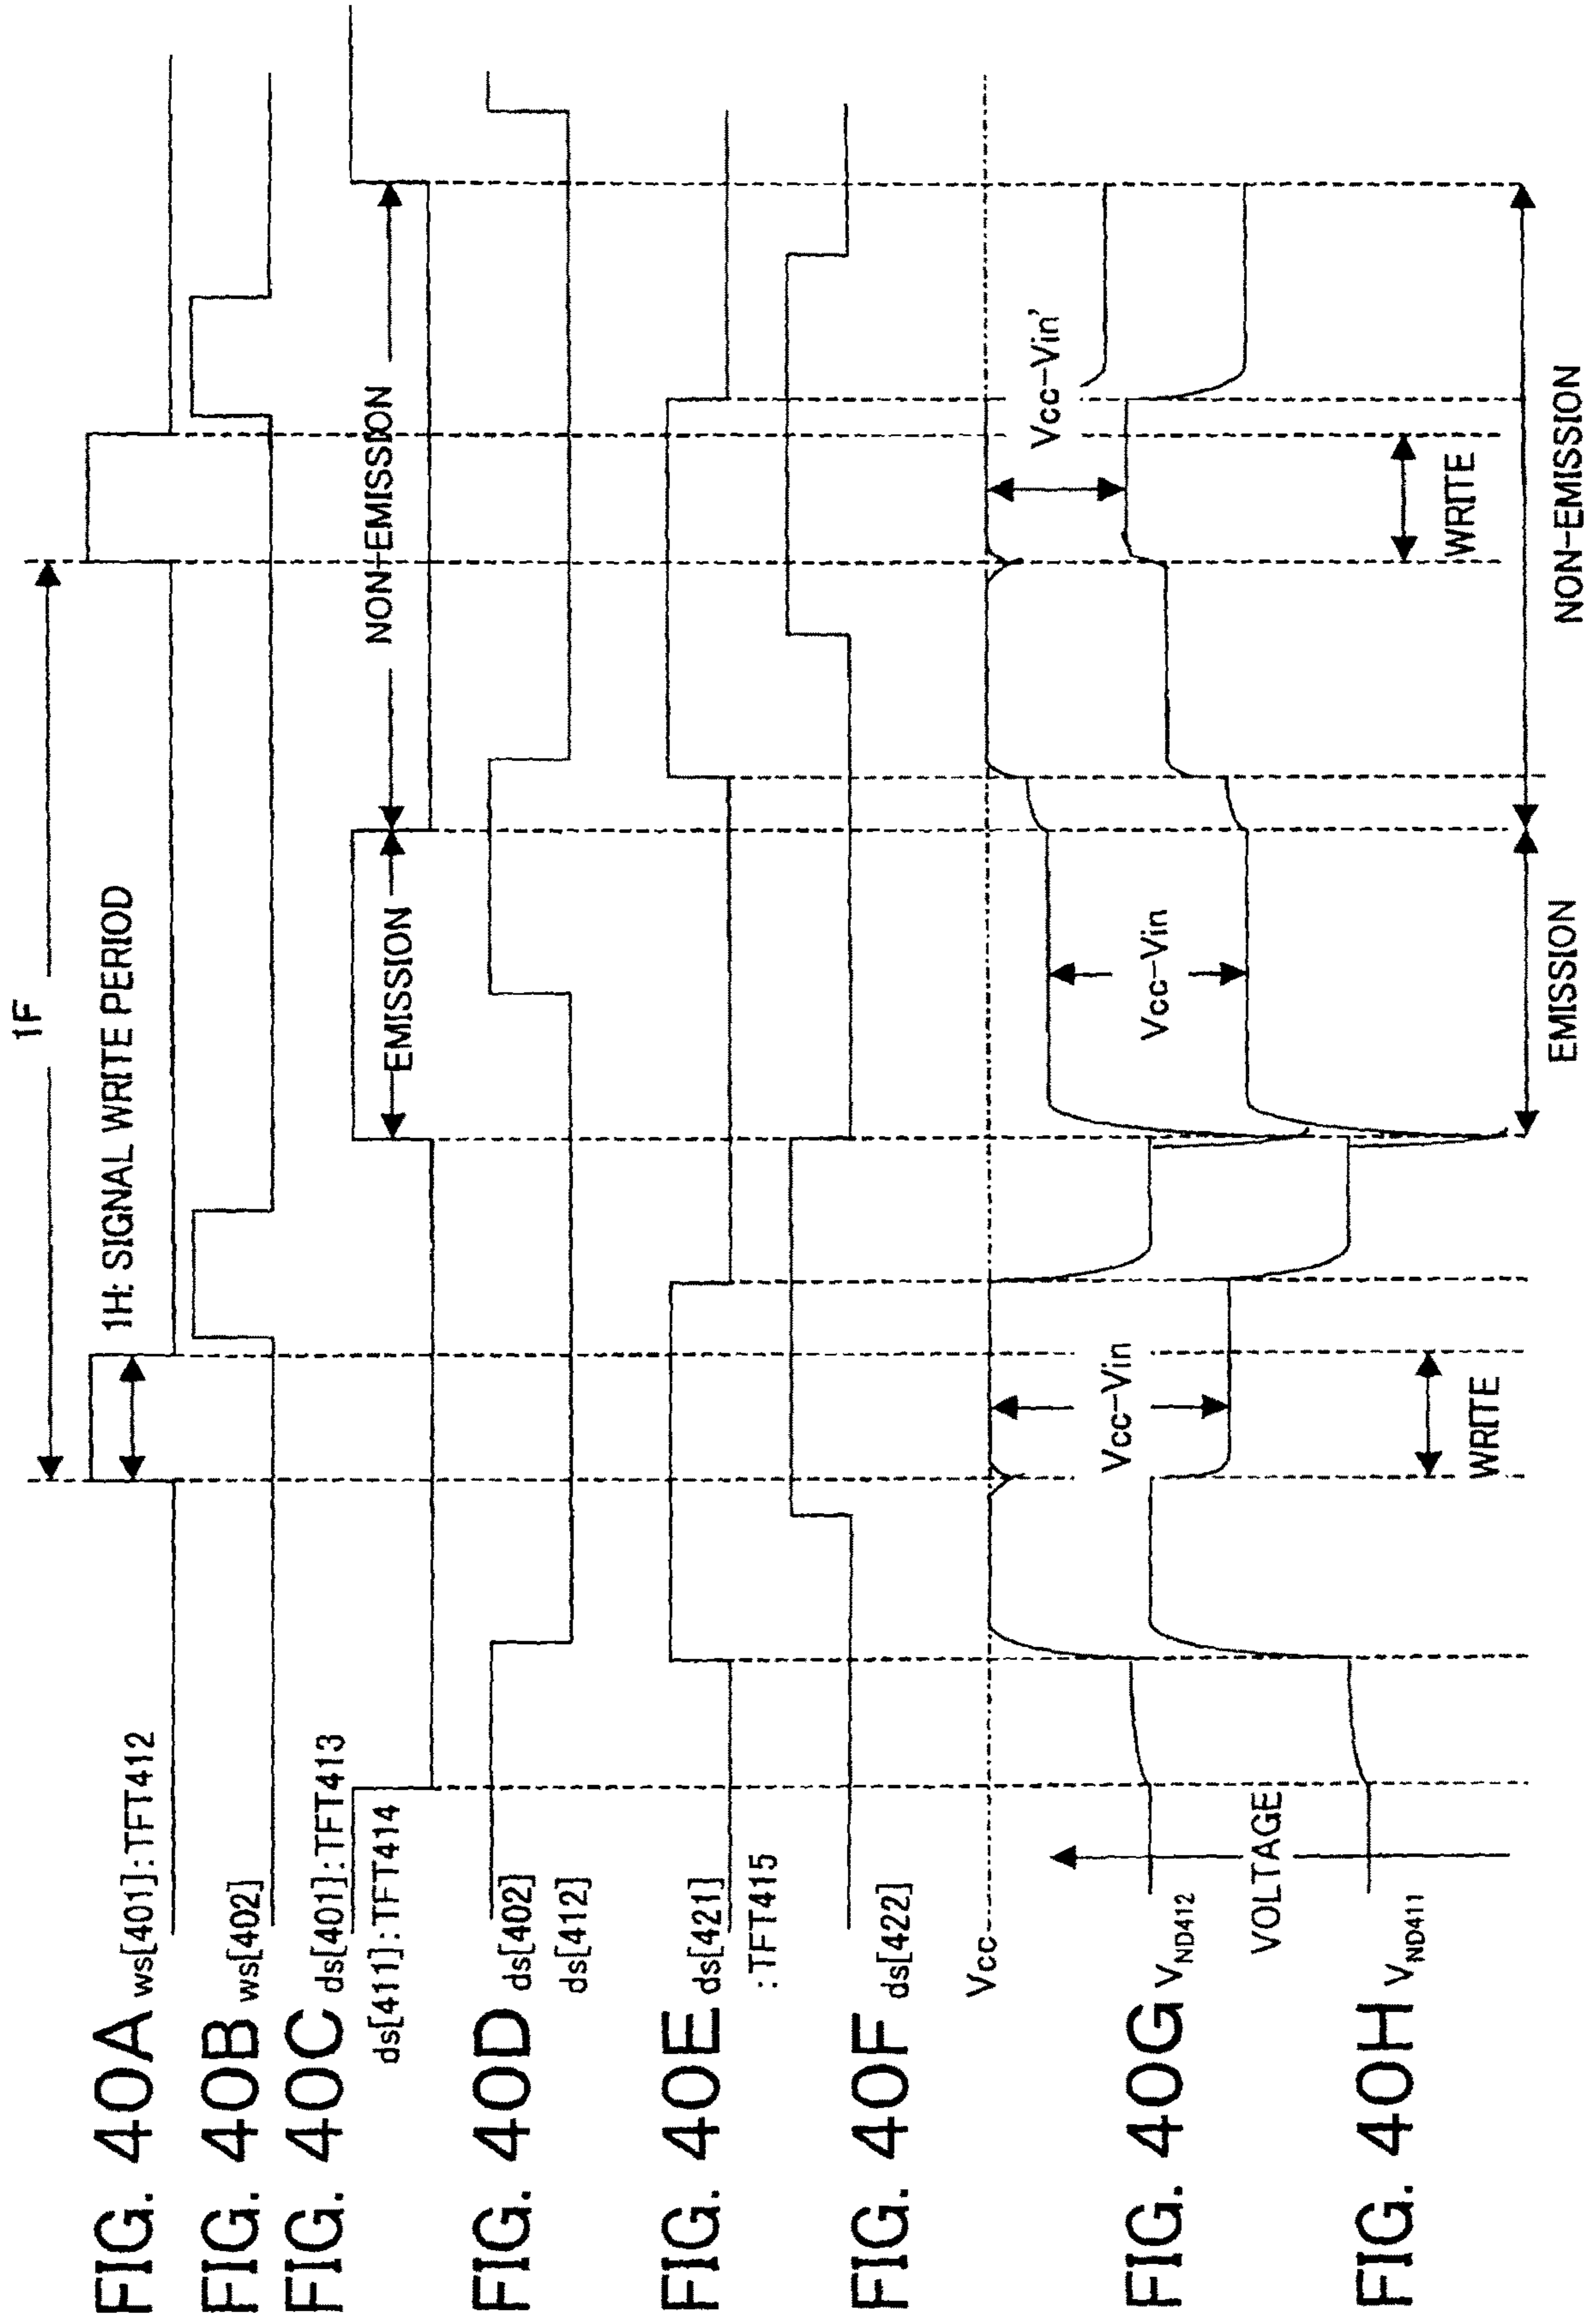 1F
1H: SIGNAL WRITE PERIOD
FIG. 40A ws[401]:TFT412
FIG. 40B ws[402]
FIG. 40C ds[401]:TFT413
ds[411]:TFT414
EMISSION
NON-EMISSION
FIG. 40D ds[402]
ds[412]
FIG. 40E ds[421]
:TFT415
FIG. 40F ds[422]
Vcc
FIG. 40G VND412
VOLTAGE
Vcc-Vin
Vcc-Vin
Vcc-Vin'
FIG. 40H VND411
WRITE
WRITE
EMISSION
NON-EMISSION